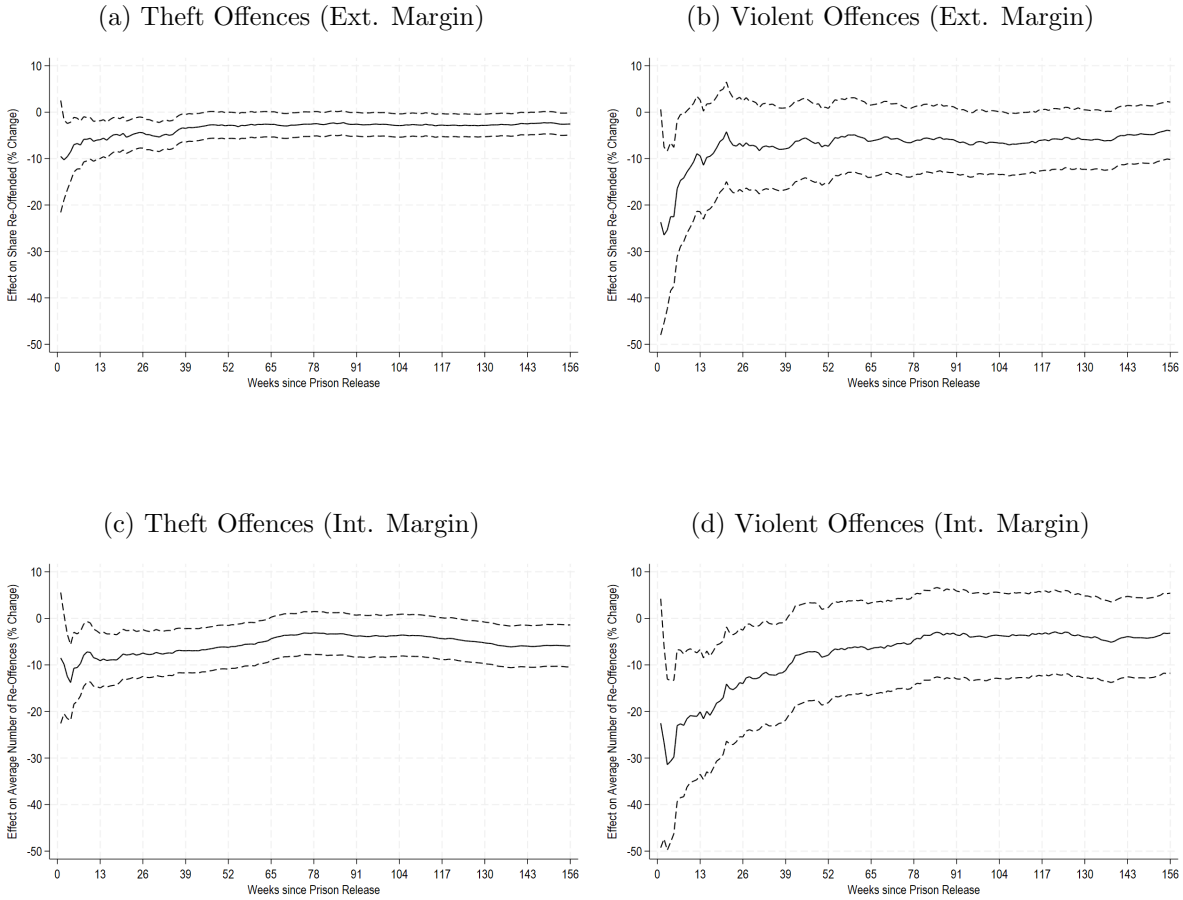 (a) Theft Offences (Ext. Margin)
Effect on Share Re-Offended (% Change)
10
0
-10
-20
-30
-40
-50
0 13 26 39 52 65 78 91 104 117 130 143 156
Weeks since Prison Release
(b) Violent Offences (Ext. Margin)
Effect on Share Re-Offended (% Change)
10
0
-10
-20
-30
-40
-50
0 13 26 39 52 65 78 91 104 117 130 143 156
Weeks since Prison Release
(c) Theft Offences (Int. Margin)
Effect on Average Number of Re-Offences (% Change)
10
0
-10
-20
-30
-40
-50
0 13 26 39 52 65 78 91 104 117 130 143 156
Weeks since Prison Release
(d) Violent Offences (Int. Margin)
Effect on Average Number of Re-Offences (% Change)
10
0
-10
-20
-30
-40
-50
0 13 26 39 52 65 78 91 104 117 130 143 156
Weeks since Prison Release